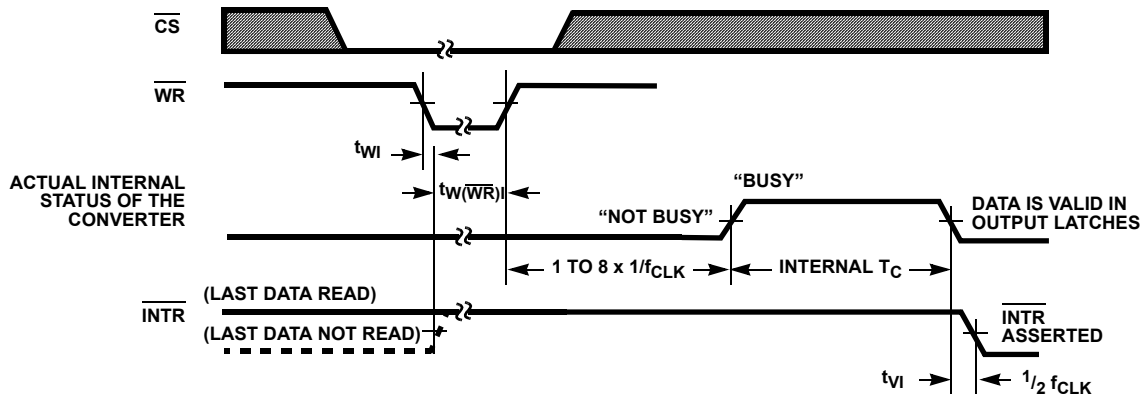 CS
WR
tWI
tW(WR)I
ACTUAL INTERNAL
STATUS OF THE
CONVERTER
"BUSY"
"NOT BUSY"
DATA IS VALID IN
OUTPUT LATCHES
1 TO 8 x 1/fCLK
INTERNAL TC
(LAST DATA READ)
INTR
(LAST DATA NOT READ)
INTR
ASSERTED
tVI
1/2 fCLK